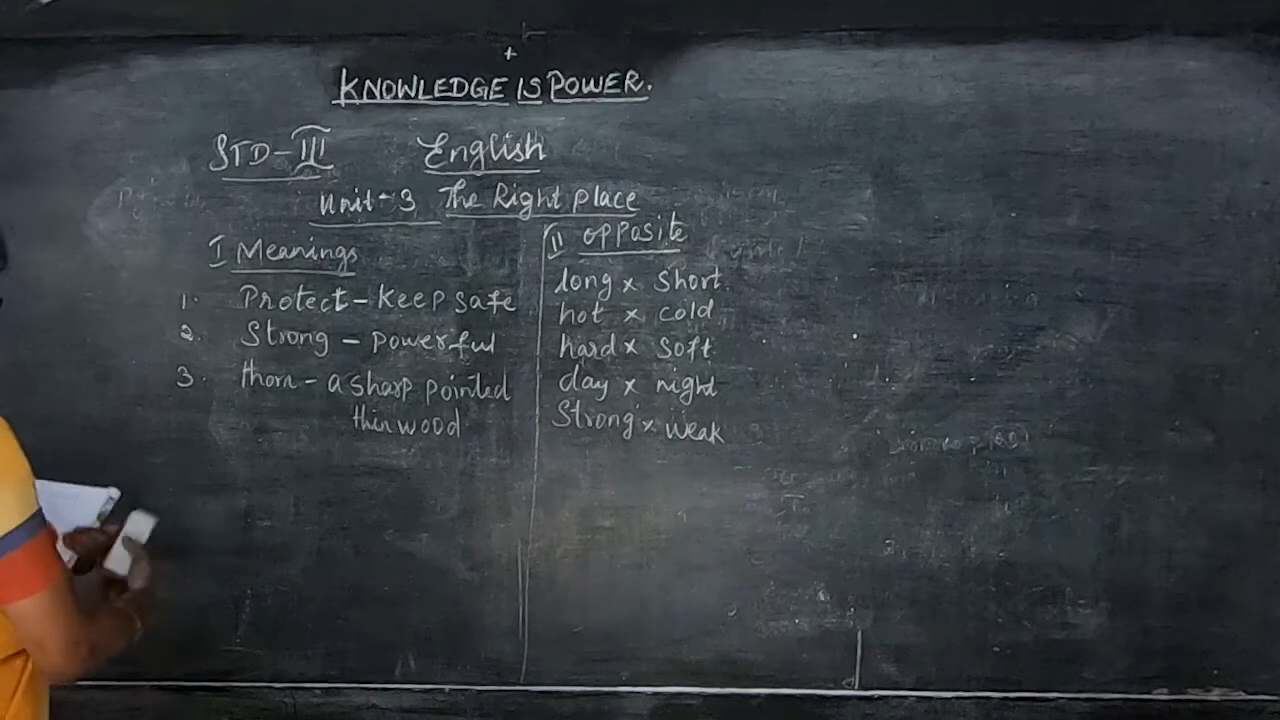 KNOWLEDGE IS POWER.
STD-III English
Unit-3 The Right place
I Meanings
1. Protect - keep safe
2. Strong - powerful
3. thorn - a sharp pointed
thin wood
II opposite
long x short.
hot x cold
hard x soft.
day x night
Strong x weak